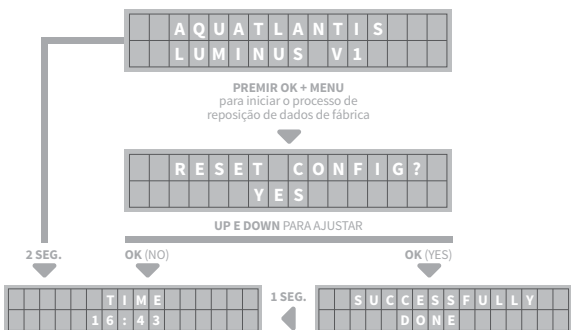 AQUATLANTIS
LUMINUS V1
PREMIR OK + MENU
para iniciar o processo de
reposição de dados de fábrica
RESET CONFIG?
YES
UP E DOWN PARA AJUSTAR
2 SEG.
OK (NO)
OK (YES)
TIME
16:43
1 SEG.
SUCCESSFULLY
DONE